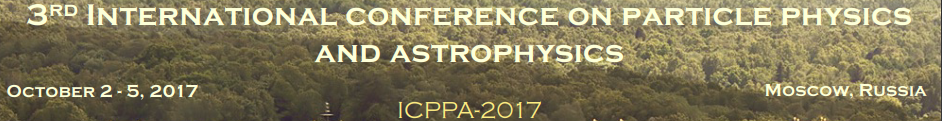 3RD INTERNATIONAL CONFERENCE ON PARTICLE PHYSICS
AND ASTROPHYSICS
OCTOBER 2 - 5, 2017
MOSCOW, RUSSIA
ICPPA-2017